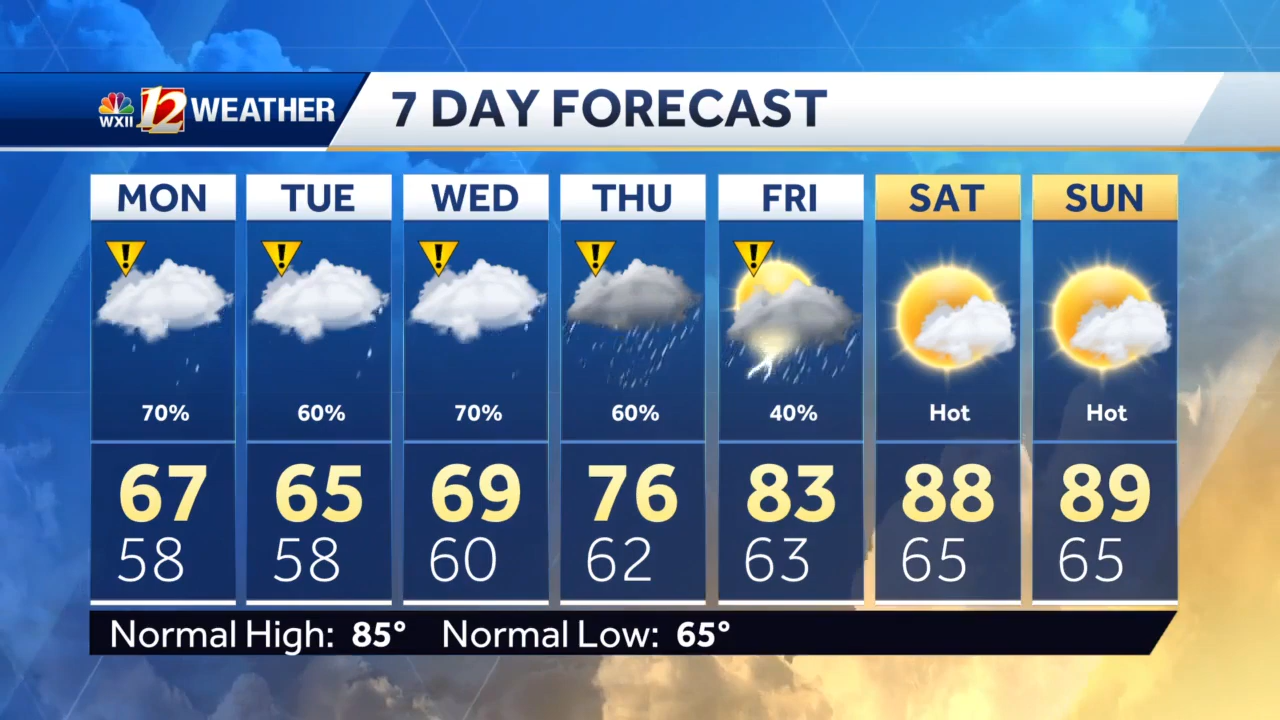 WXII 12 WEATHER
7 DAY FORECAST
MON TUE WED THU FRI SAT SUN
! ! ! ! !
70% 60% 70% 60% 40% Hot Hot
67 65 69 76 83 88 89
58 58 60 62 63 65 65
Normal High: 85° Normal Low: 65°